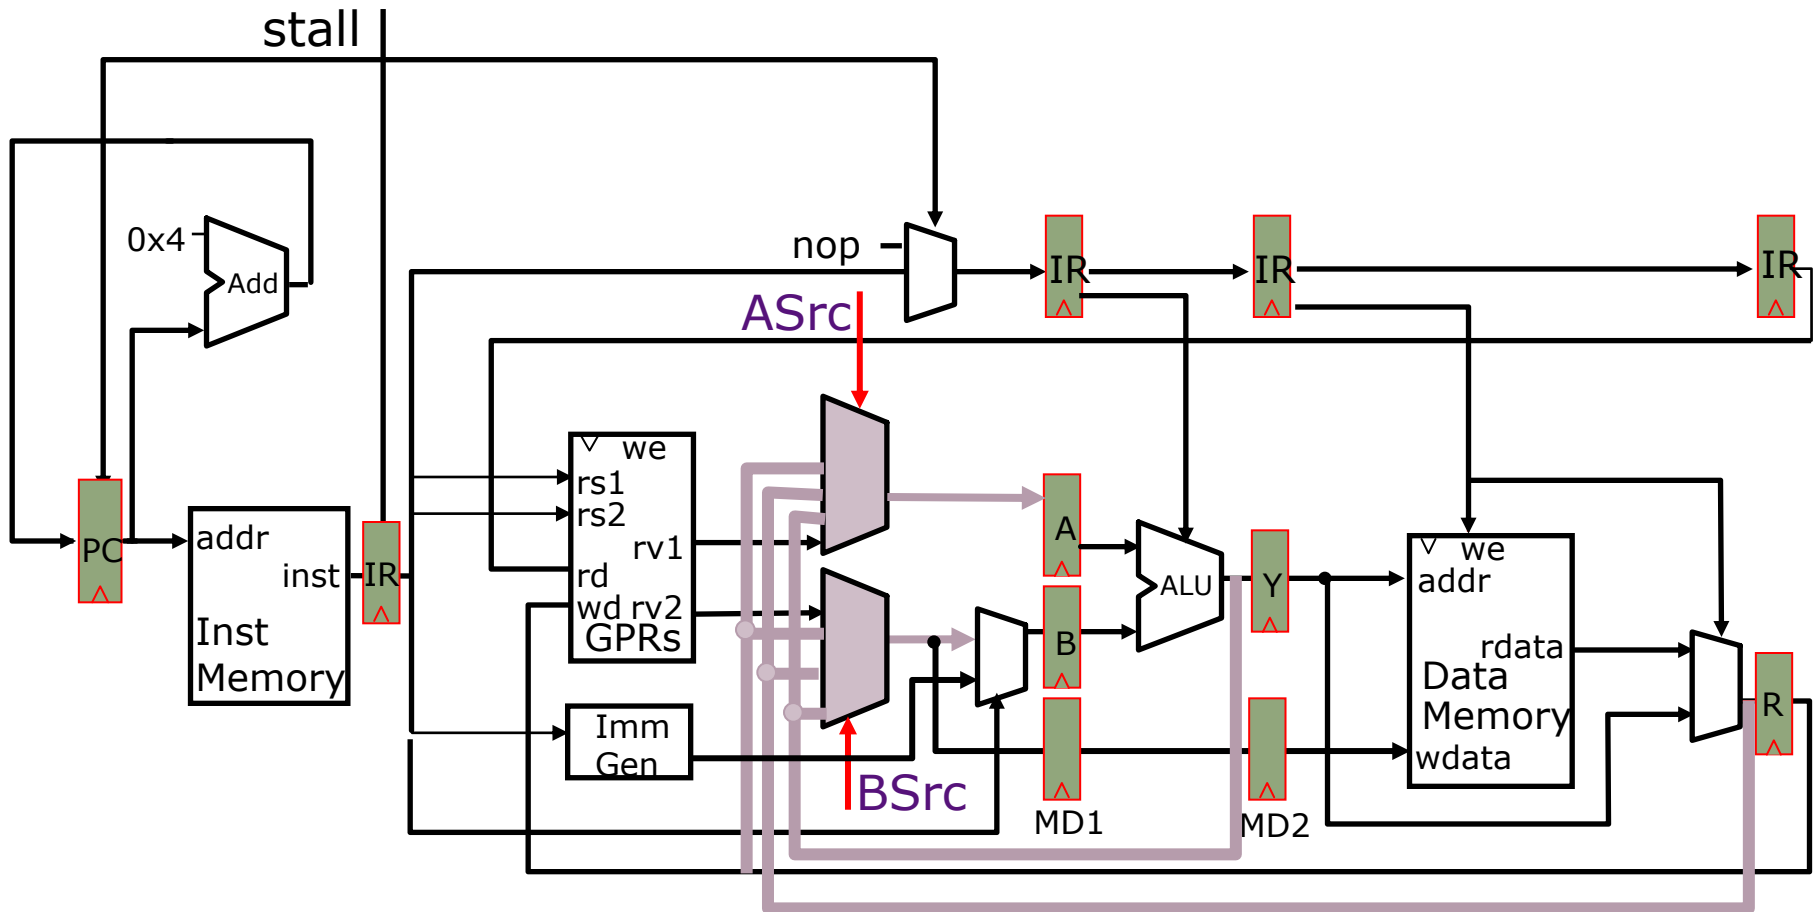 stall
0x4
Add
nop
IR
IR
IR
ASrc
we
rs1
rs2
rv1
rd
wd rv2
GPRs
PC
addr
inst
Inst
Memory
IR
A
B
ALU
Y
we
addr
rdata
Data
Memory
wdata
R
Imm
Gen
BSrc
MD1
MD2